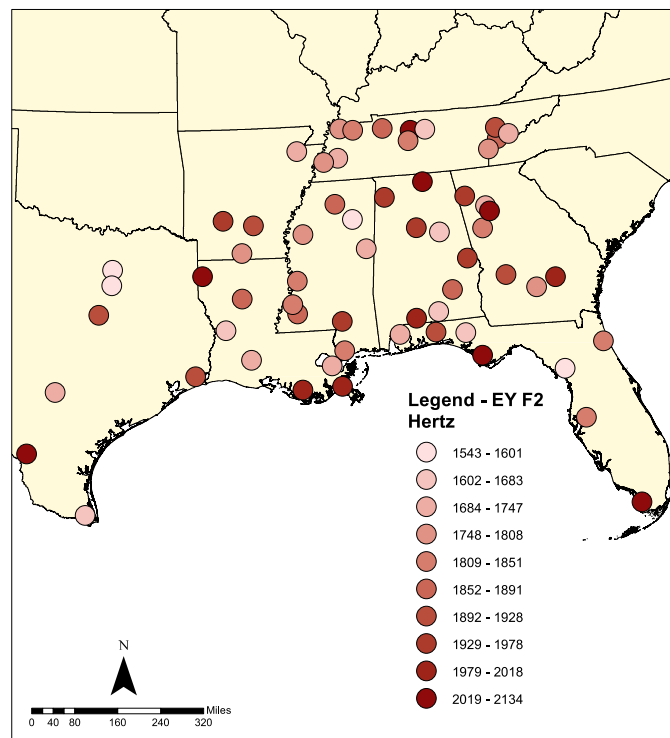 Legend - EY F2
Hertz
1543 - 1601
1602 - 1683
1684 - 1747
1748 - 1808
1809 - 1851
1852 - 1891
1892 - 1928
1929 - 1978
1979 - 2018
2019 - 2134
N
Miles
0 40 80 160 240 320